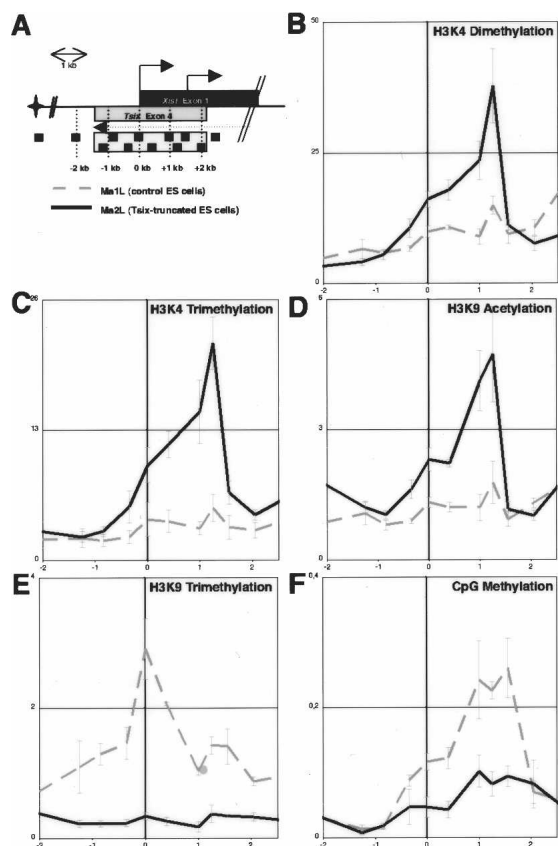 A
1 kb
Xist Exon 1
Tsix Exon 4
-2 kb -1 kb 0 kb +1 kb +2 kb
Ma1L (control ES cells)
Ma2L (Tsix-truncated ES cells)
B
H3K4 Dimethylation
50
25
0
-2 -1 0 1 2
C
H3K4 Trimethylation
26
13
0
-2 -1 0 1 2
D
H3K9 Acetylation
6
3
0
-2 -1 0 1 2
E
H3K9 Trimethylation
4
2
0
-2 -1 0 1 2
F
CpG Methylation
0,4
0,2
0
-2 -1 0 1 2